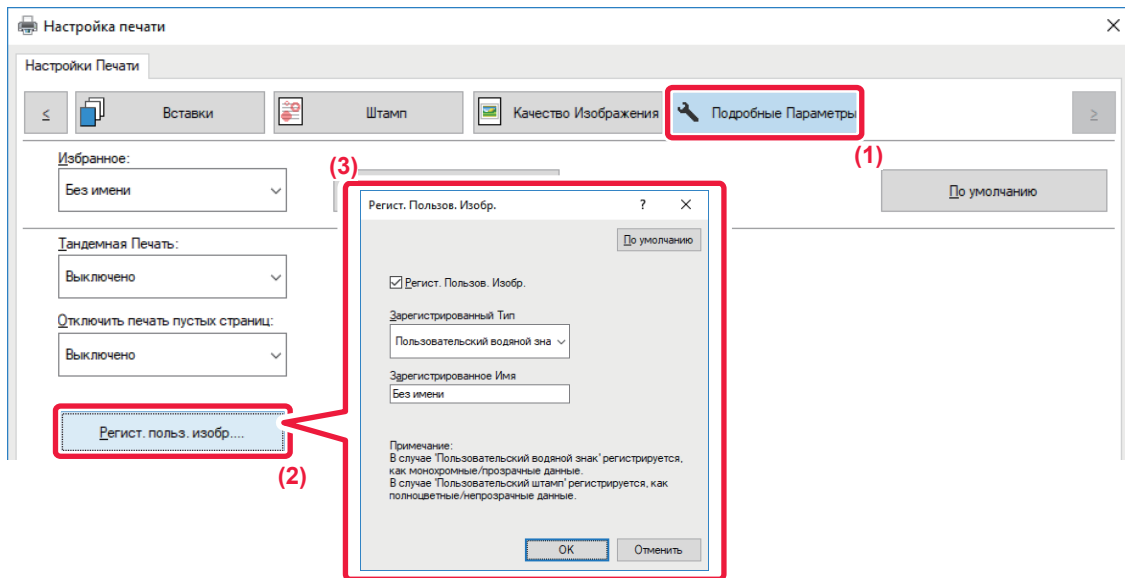 Настройка печати
Настройки Печати
<
Вставки
Штамп
Качество Изображения
Подробные Параметры
>
(1)
Избранное:
(3)
Без имени
По умолчанию
Регист. Пользов. Изобр.
?
По умолчанию
Тандемная Печать:
Выключено
Регист. Пользов. Изобр.
Отключить печать пустых страниц:
Зарегистрированный Тип
Выключено
Пользовательский водяной зна
Зарегистрированное Имя
Без имени
Регист. польз. изобр....
(2)
Примечание:
В случае 'Пользовательский водяной знак' регистрируется,
как монохромные/прозрачные данные.
В случае 'Пользовательский штамп' регистрируется, как
полноцветные/непрозрачные данные.
OK
Отменить